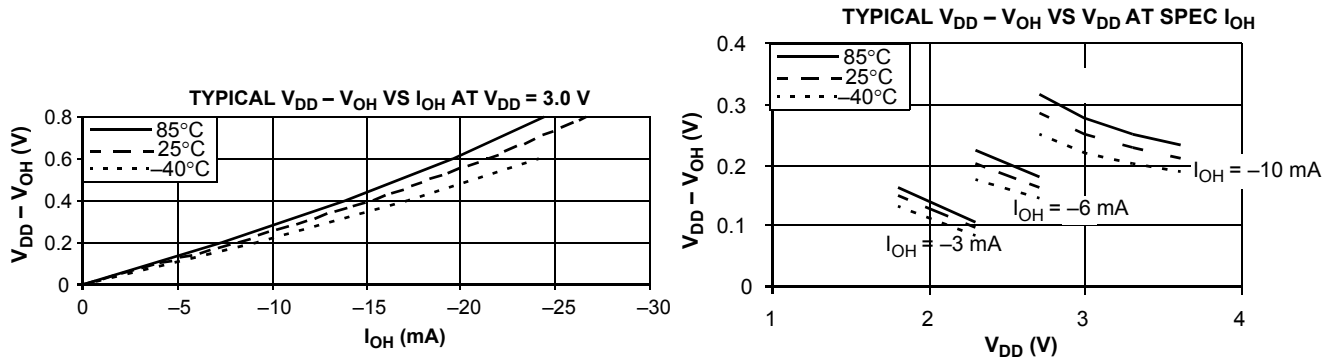 TYPICAL VDD – VOH VS IOH AT VDD = 3.0 V
85°C
25°C
–40°C
VDD – VOH (V)
0.8
0.6
0.4
0.2
0
0
–5
–10
–15
–20
–25
–30
IOH (mA)
TYPICAL VDD – VOH VS VDD AT SPEC IOH
85°C
25°C
–40°C
VDD – VOH (V)
0.4
0.3
0.2
0.1
0
IOH = –10 mA
IOH = –6 mA
IOH = –3 mA
1
2
3
4
VDD (V)